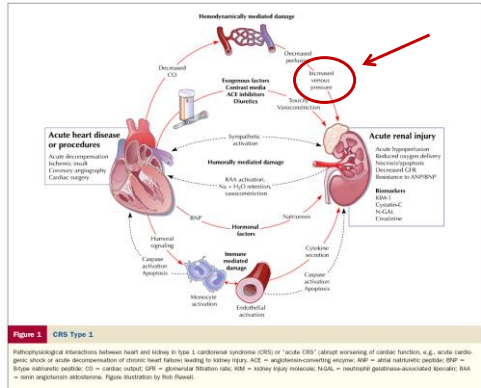 Hemodynamically mediated damage
Decreased
CO
Decreased
perfusion
Increased
venous
pressure
Exogenous factors
Contrast media
ACE inhibitors
Diuretics
Toxicity
Vasoconstriction
Acute heart disease
or procedures
Acute decompensation
Ischemic insult
Coronary angiography
Cardiac surgery
Sympathetic
activation
Humorally mediated damage
RAA activation,
Na + H2O retention,
vasoconstriction
Acute renal injury
Acute hypoperfusion
Reduced oxygen delivery
Necrosis/apoptosis
Decreased GFR
Resistance to ANP/BNP
Biomarkers
KIM-1
Cystatin-C
N-GAL
Creatinine
BNP
Hormonal
factors
Natriuresis
Humoral
signaling
Immune
mediated
damage
Cytokine
secretion
Caspase
activation
Apoptosis
Caspase
activation
Apoptosis
Monocyte
activation
Endothelial
activation
Figure 1 CRS Type 1
Pathophysiological interactions between heart and kidney in type 1 cardiorenal syndrome (CRS) or "acute CRS" (abrupt worsening of cardiac function, e.g., acute cardio-
genic shock or acute decompensation of chronic heart failure) leading to kidney injury. ACE = angiotensin-converting enzyme; ANP = atrial natriuretic peptide; BNP =
B-type natriuretic peptide; CO = cardiac output; GFR = glomerular filtration rate; KIM = kidney injury molecule; N-GAL = neutrophil gelatinase-associated lipocalin; RAA
= renin angiotensin aldosterone. Figure illustration by Rob Flewell.